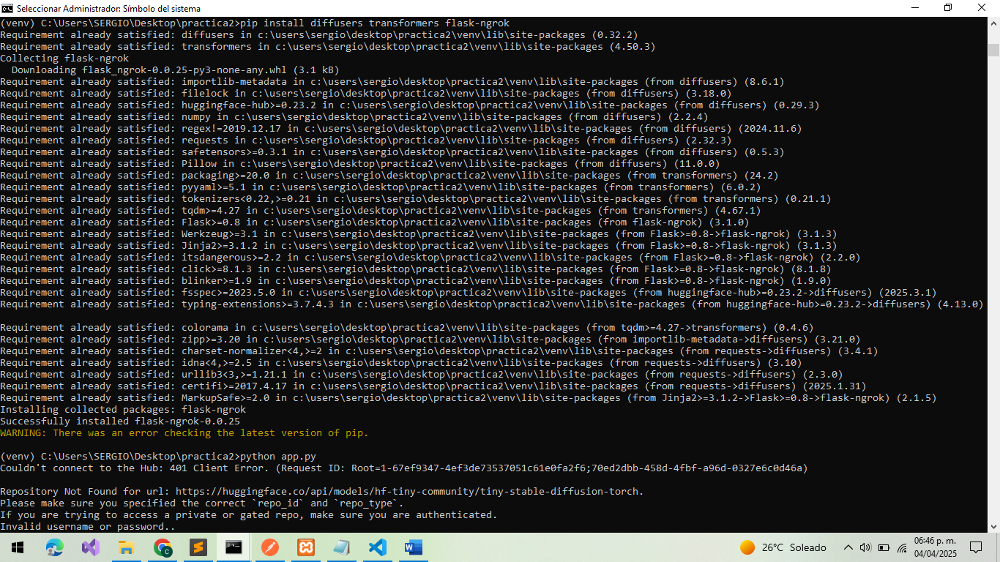 Seleccionar Administrador: Símbolo del sistema
(venv) C:\Users\SERGIO\Desktop\practica2>pip install diffusers transformers flask-ngrok
Requirement already satisfied: diffusers in c:\users\sergio\desktop\practica2\venv\lib\site-packages (0.32.2)
Requirement already satisfied: transformers in c:\users\sergio\desktop\practica2\venv\lib\site-packages (4.50.3)
Collecting flask-ngrok
  Downloading flask_ngrok-0.0.25-py3-none-any.whl (3.1 kB)
Requirement already satisfied: importlib-metadata in c:\users\sergio\desktop\practica2\venv\lib\site-packages (from diffusers) (8.6.1)
Requirement already satisfied: filelock in c:\users\sergio\desktop\practica2\venv\lib\site-packages (from diffusers) (3.18.0)
Requirement already satisfied: huggingface-hub>=0.23.2 in c:\users\sergio\desktop\practica2\venv\lib\site-packages (from diffusers) (0.29.3)
Requirement already satisfied: numpy in c:\users\sergio\desktop\practica2\venv\lib\site-packages (from diffusers) (2.2.4)
Requirement already satisfied: regex!=2019.12.17 in c:\users\sergio\desktop\practica2\venv\lib\site-packages (from diffusers) (2024.11.6)
Requirement already satisfied: requests in c:\users\sergio\desktop\practica2\venv\lib\site-packages (from diffusers) (2.32.3)
Requirement already satisfied: safetensors>=0.3.1 in c:\users\sergio\desktop\practica2\venv\lib\site-packages (from diffusers) (0.5.3)
Requirement already satisfied: Pillow in c:\users\sergio\desktop\practica2\venv\lib\site-packages (from diffusers) (11.0.0)
Requirement already satisfied: packaging>=20.0 in c:\users\sergio\desktop\practica2\venv\lib\site-packages (from transformers) (24.2)
Requirement already satisfied: pyyaml>=5.1 in c:\users\sergio\desktop\practica2\venv\lib\site-packages (from transformers) (6.0.2)
Requirement already satisfied: tokenizers<0.22,>=0.21 in c:\users\sergio\desktop\practica2\venv\lib\site-packages (from transformers) (0.21.1)
Requirement already satisfied: tqdm>=4.27 in c:\users\sergio\desktop\practica2\venv\lib\site-packages (from transformers) (4.67.1)
Requirement already satisfied: Flask>=0.8 in c:\users\sergio\desktop\practica2\venv\lib\site-packages (from flask-ngrok) (3.1.0)
Requirement already satisfied: Werkzeug>=3.1 in c:\users\sergio\desktop\practica2\venv\lib\site-packages (from Flask>=0.8->flask-ngrok) (3.1.3)
Requirement already satisfied: Jinja2>=3.1.2 in c:\users\sergio\desktop\practica2\venv\lib\site-packages (from Flask>=0.8->flask-ngrok) (3.1.3)
Requirement already satisfied: itsdangerous>=2.2 in c:\users\sergio\desktop\practica2\venv\lib\site-packages (from Flask>=0.8->flask-ngrok) (2.2.0)
Requirement already satisfied: click>=8.1.3 in c:\users\sergio\desktop\practica2\venv\lib\site-packages (from Flask>=0.8->flask-ngrok) (8.1.8)
Requirement already satisfied: blinker>=1.9 in c:\users\sergio\desktop\practica2\venv\lib\site-packages (from Flask>=0.8->flask-ngrok) (1.9.0)
Requirement already satisfied: fsspec>=2023.5.0 in c:\users\sergio\desktop\practica2\venv\lib\site-packages (from huggingface-hub>=0.23.2->diffusers) (2025.3.1)
Requirement already satisfied: typing-extensions>=3.7.4.3 in c:\users\sergio\desktop\practica2\venv\lib\site-packages (from huggingface-hub>=0.23.2->diffusers) (4.13.0)
Requirement already satisfied: colorama in c:\users\sergio\desktop\practica2\venv\lib\site-packages (from tqdm>=4.27->transformers) (0.4.6)
Requirement already satisfied: zipp>=3.20 in c:\users\sergio\desktop\practica2\venv\lib\site-packages (from importlib-metadata->diffusers) (3.21.0)
Requirement already satisfied: charset-normalizer<4,>=2 in c:\users\sergio\desktop\practica2\venv\lib\site-packages (from requests->diffusers) (3.4.1)
Requirement already satisfied: idna<4,>=2.5 in c:\users\sergio\desktop\practica2\venv\lib\site-packages (from requests->diffusers) (3.10)
Requirement already satisfied: urllib3<3,>=1.21.1 in c:\users\sergio\desktop\practica2\venv\lib\site-packages (from requests->diffusers) (2.3.0)
Requirement already satisfied: certifi>=2017.4.17 in c:\users\sergio\desktop\practica2\venv\lib\site-packages (from requests->diffusers) (2025.1.31)
Requirement already satisfied: MarkupSafe>=2.0 in c:\users\sergio\desktop\practica2\venv\lib\site-packages (from Jinja2>=3.1.2->Flask>=0.8->flask-ngrok) (2.1.5)
Installing collected packages: flask-ngrok
Successfully installed flask-ngrok-0.0.25
WARNING: There was an error checking the latest version of pip.
(venv) C:\Users\SERGIO\Desktop\practica2>python app.py
Couldn't connect to the Hub: 401 Client Error. (Request ID: Root=1-67ef9347-4ef3de73537051c61e0fa2f6;70ed2dbb-458d-4fbf-a96d-0327e6c0d46a)
Repository Not Found for url: https://huggingface.co/api/models/hf-tiny-community/tiny-stable-diffusion-torch.
Please make sure you specified the correct `repo_id` and `repo_type`.
If you are trying to access a private or gated repo, make sure you are authenticated.
Invalid username or password..
26°C Soleado
06:46 p. m.
04/04/2025